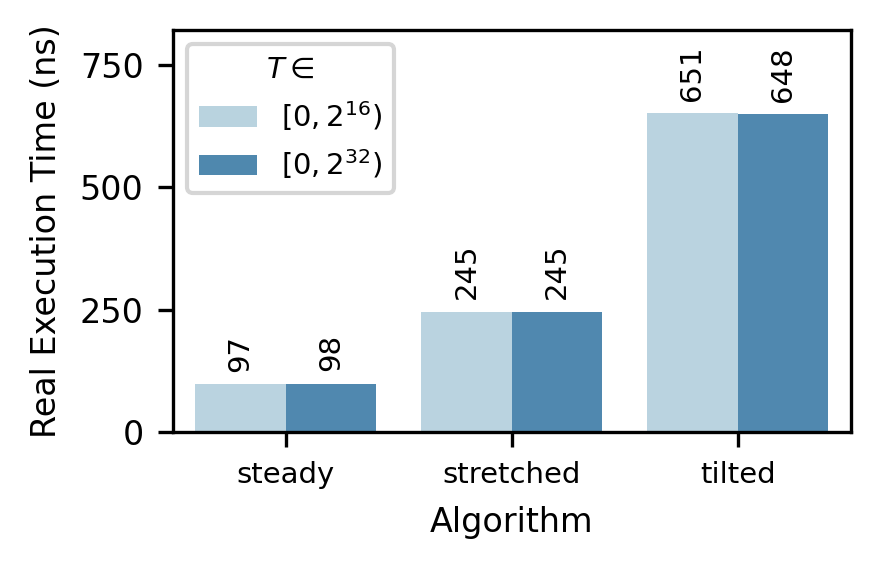 Real Execution Time (ns)
750
500
250
0
T ∈
[0, 2^16)
[0, 2^32)
97
98
245
245
651
648
steady
stretched
tilted
Algorithm